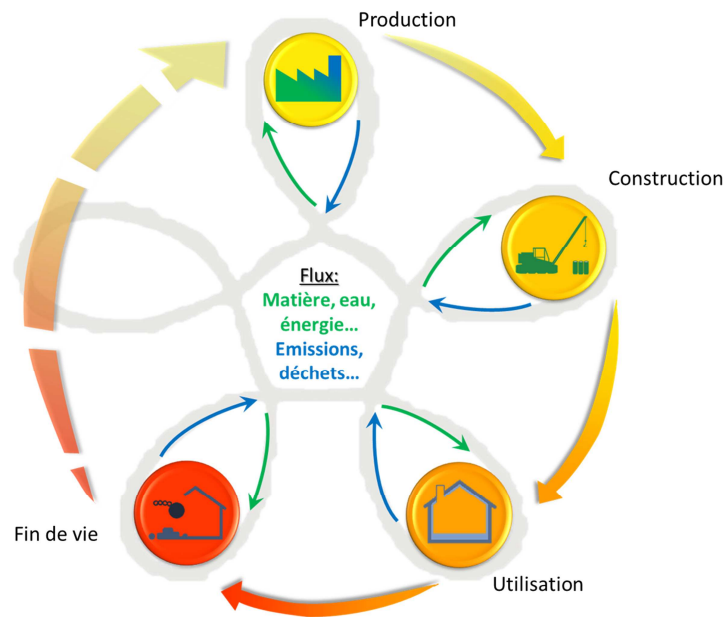 Production
Construction
Flux:
Matière, eau,
énergie...
Emissions,
déchets...
Fin de vie
Utilisation